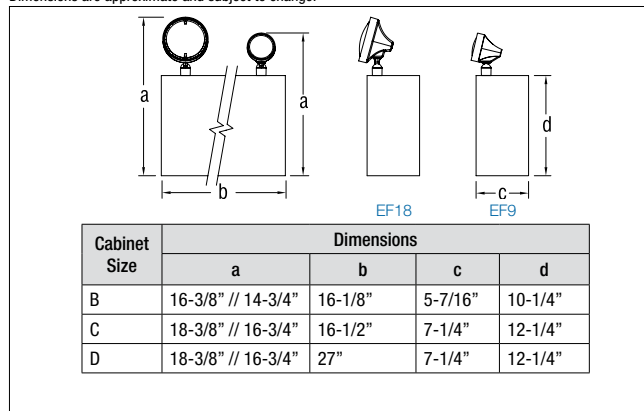 Dimensions are approximate and subject to change.
a
a
b
c
d
EF18
EF9
Cabinet Size
Dimensions
a
b
c
d
B
16-3/8” // 14-3/4”
16-1/8”
5-7/16”
10-1/4”
C
18-3/8” // 16-3/4”
16-1/2”
7-1/4”
12-1/4”
D
18-3/8” // 16-3/4”
27”
7-1/4”
12-1/4”